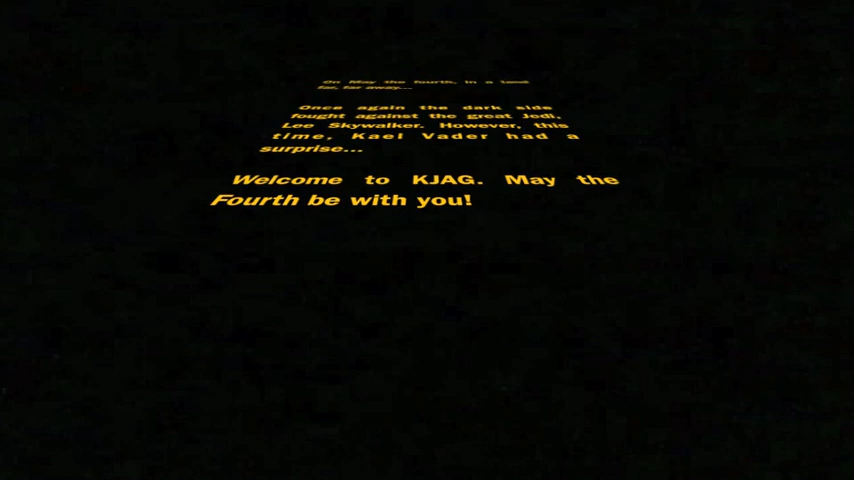 On May the fourth, in a land
far, far away...
Once again the dark side
fought against the great Jedi,
Lee Skywalker. However, this
time, Kael Vader had a
surprise...
Welcome to KJAG. May the
Fourth be with you!